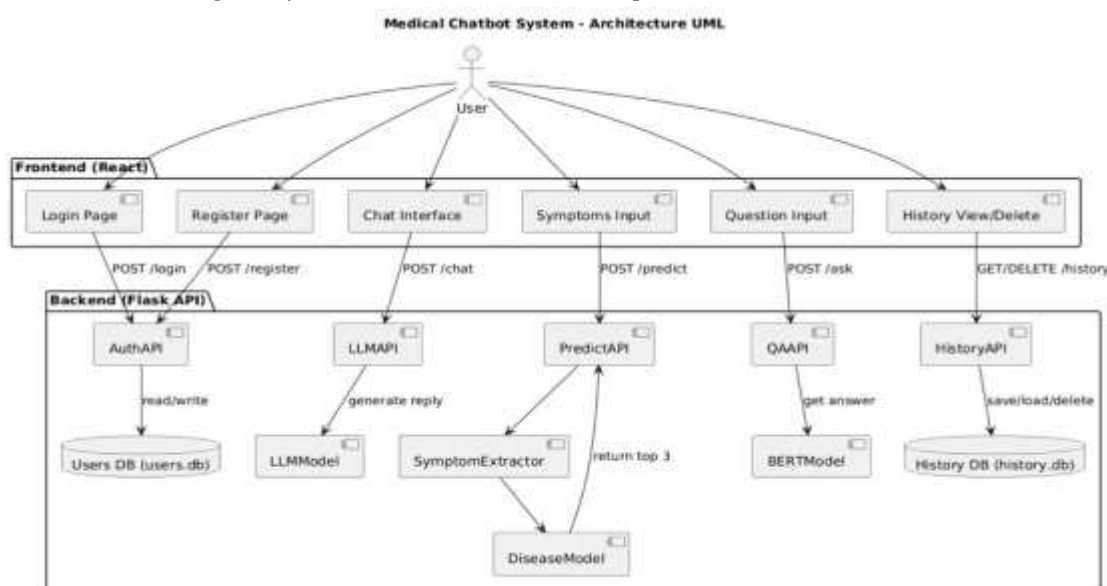 Medical Chatbot System - Architecture UML
User
Frontend (React)
Login Page
Register Page
Chat Interface
Symptoms Input
Question Input
History View/Delete
POST /login
POST /register
POST /chat
POST /predict
POST /ask
GET/DELETE /history
Backend (Flask API)
AuthAPI
LLMAPI
PredictAPI
QAAPI
HistoryAPI
read/write
generate reply
get answer
save/load/delete
Users DB (users.db)
LLMModel
SymptomExtractor
return top 3
BERTModel
History DB (history.db)
DiseaseModel